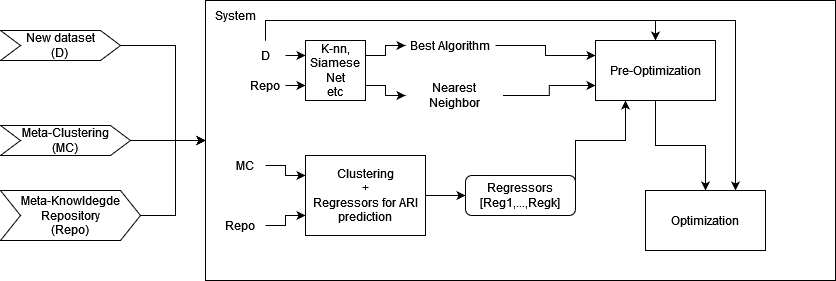 New dataset
(D)
Meta-Clustering
(MC)
Meta-Knowldegde
Repository
(Repo)
System
D
Repo
K-nn,
Siamese
Net
etc
Best Algorithm
Nearest
Neighbor
Pre-Optimization
MC
Repo
Clustering
+
Regressors for ARI
prediction
Regressors
[Reg1,...,Regk]
Optimization